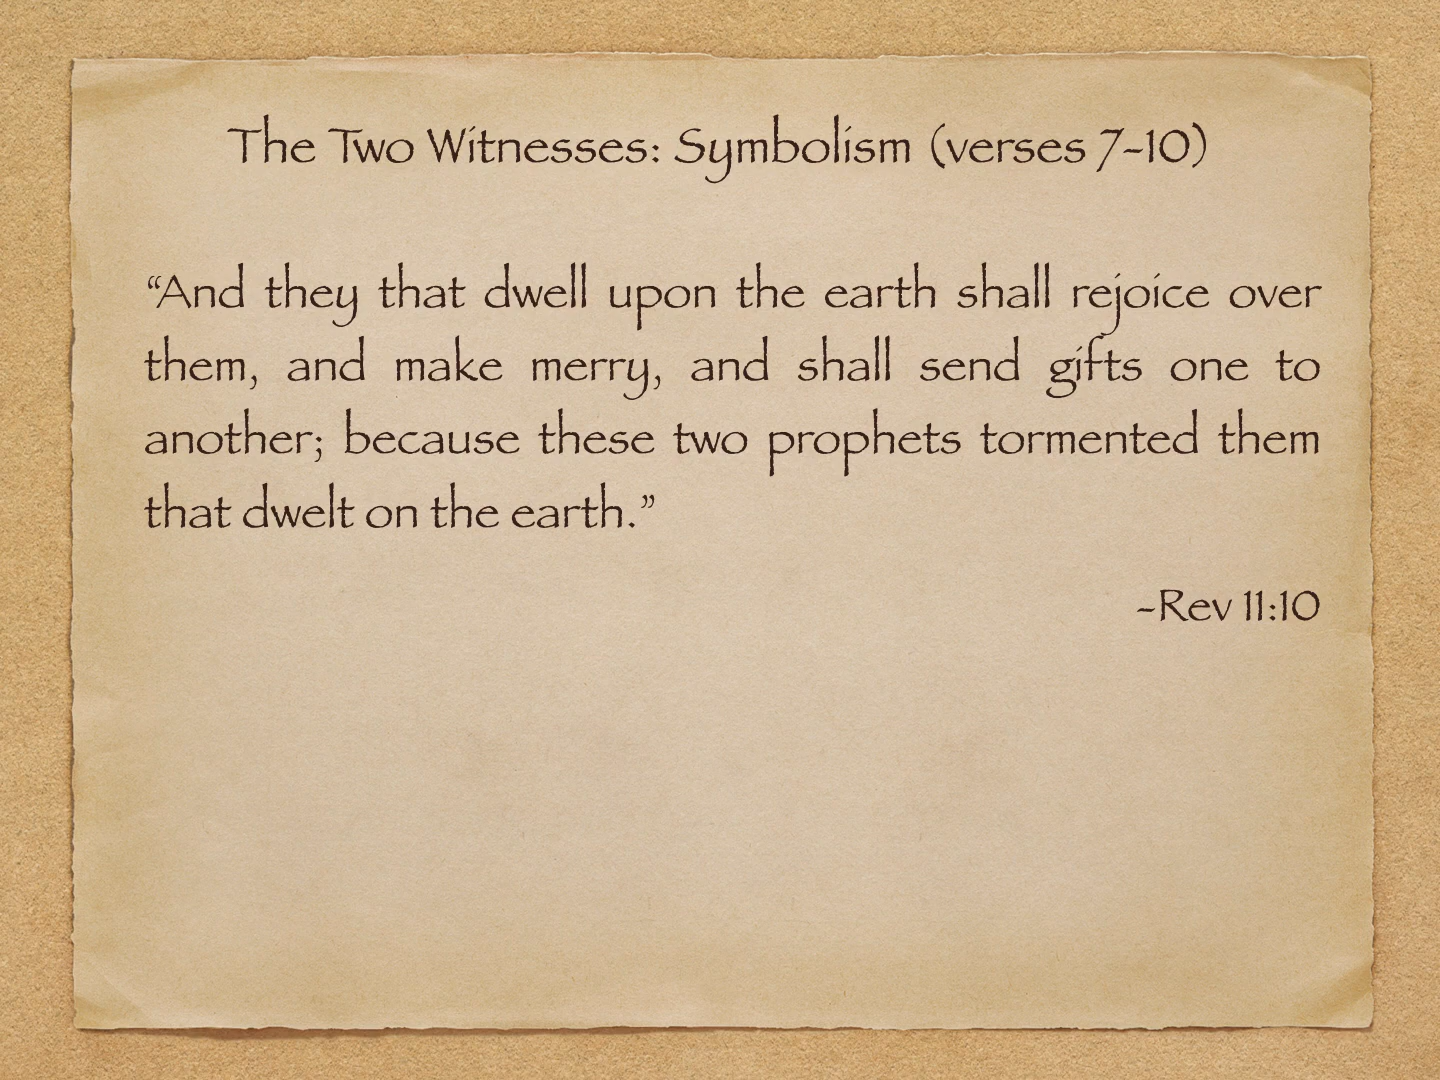 The Two Witnesses: Symbolism (verses 7-10)
“And they that dwell upon the earth shall rejoice over
them, and make merry, and shall send gifts one to
another; because these two prophets tormented them
that dwelt on the earth.”
-Rev 11:10